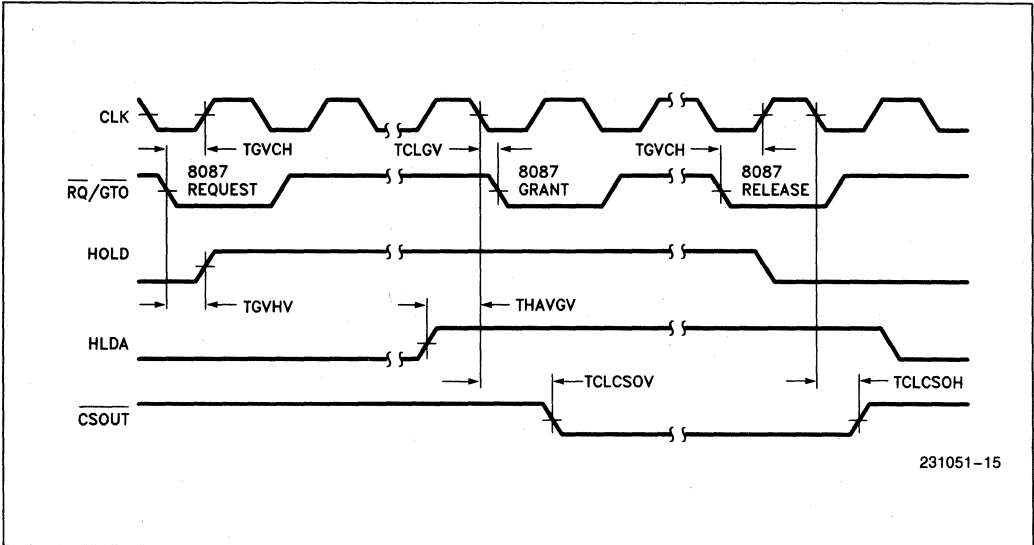 CLK
TGVCH
TCLGV
TGVCH
RQ/GTO
8087
REQUEST
8087
GRANT
8087
RELEASE
HOLD
TGVHV
THAVGV
HLDA
TCLCSOV
TCLCSOH
CSOUT
231051-15